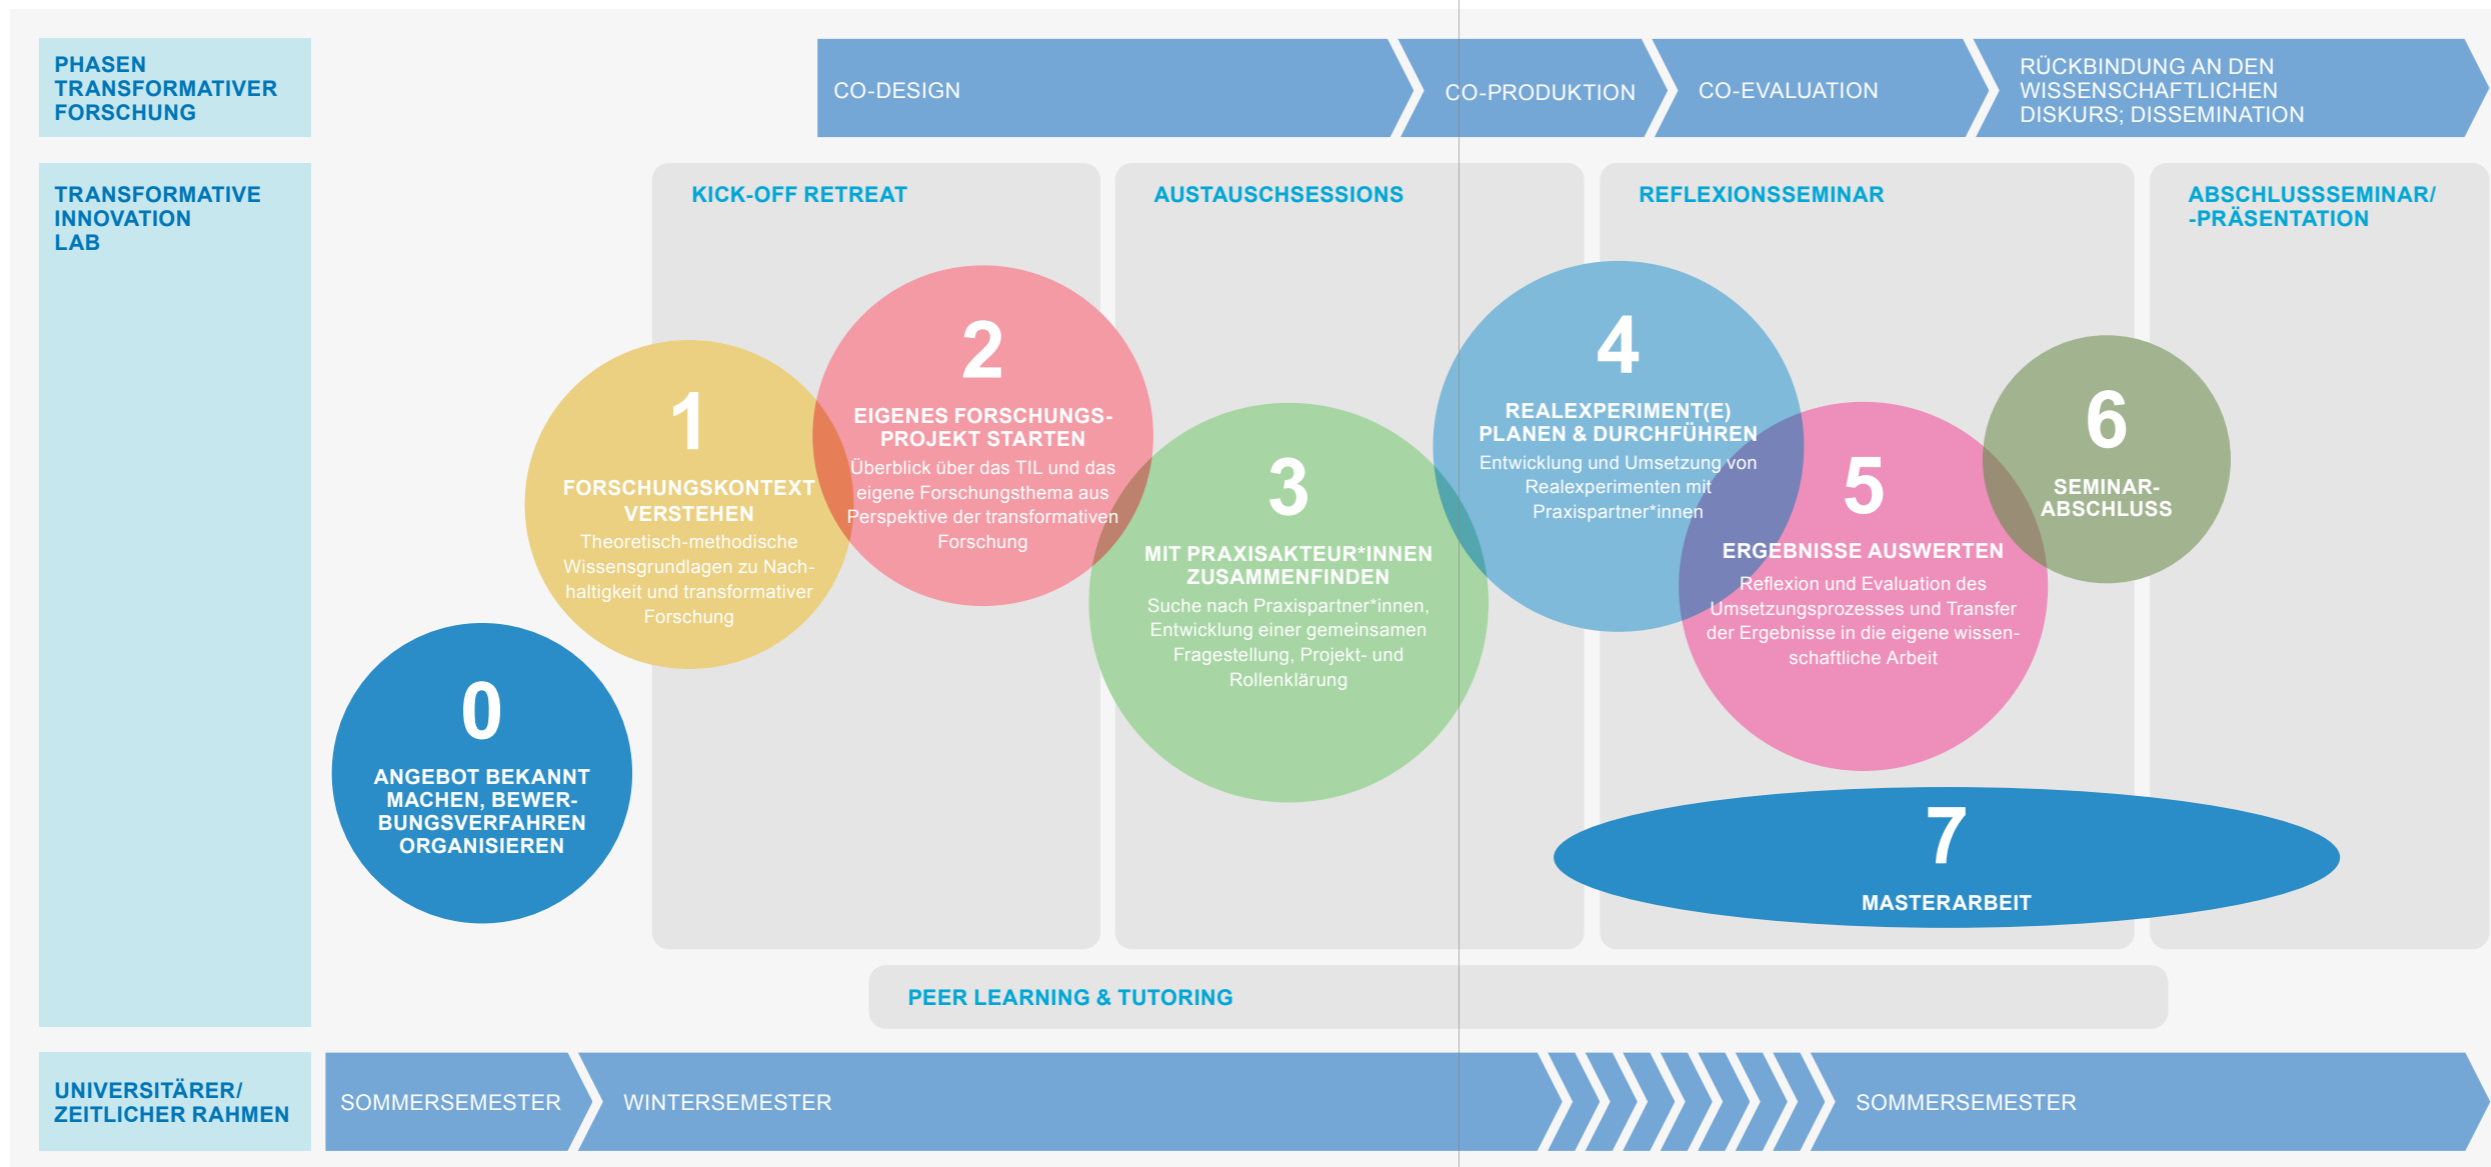 PHASEN
TRANSFORMATIVER
FORSCHUNG
CO-DESIGN
CO-PRODUKTION
CO-EVALUATION
RÜCKBINDUNG AN DEN
WISSENSCHAFTLICHEN
DISKURS; DISSEMINATION
TRANSFORMATIVE
INNOVATION
LAB
KICK-OFF RETREAT
AUSTAUSCHSESSIONS
REFLEXIONSSEMINAR
ABSCHLUSSSEMINAR/
-PRÄSENTATION
0
ANGEBOT BEKANNT
MACHEN, BEWER-
BUNGSVERFAHREN
ORGANISIEREN
1
FORSCHUNGSKONTEXT
VERSTEHEN
Theoretisch-methodische
Wissensgrundlagen zu Nach-
haltigkeit und transformativer
Forschung
2
EIGENES FORSCHUNGS-
PROJEKT STARTEN
Überblick über das TIL und das
eigene Forschungsthema aus
Perspektive der transformativen
Forschung
3
MIT PRAXISAKTEUR*INNEN
ZUSAMMENFINDEN
Suche nach Praxispartner*innen,
Entwicklung einer gemeinsamen
Fragestellung, Projekt- und
Rollenklärung
4
REALEXPERIMENT(E)
PLANEN & DURCHFÜHREN
Entwicklung und Umsetzung von
Realexperimenten mit
Praxispartner*innen
5
ERGEBNISSE AUSWERTEN
Reflexion und Evaluation des
Umsetzungsprozesses und Transfer
der Ergebnisse in die eigene wissen-
schaftliche Arbeit
6
SEMINAR-
ABSCHLUSS
7
MASTERARBEIT
PEER LEARNING & TUTORING
UNIVERSITÄRER/
ZEITLICHER RAHMEN
SOMMERSEMESTER
WINTERSEMESTER
SOMMERSEMESTER